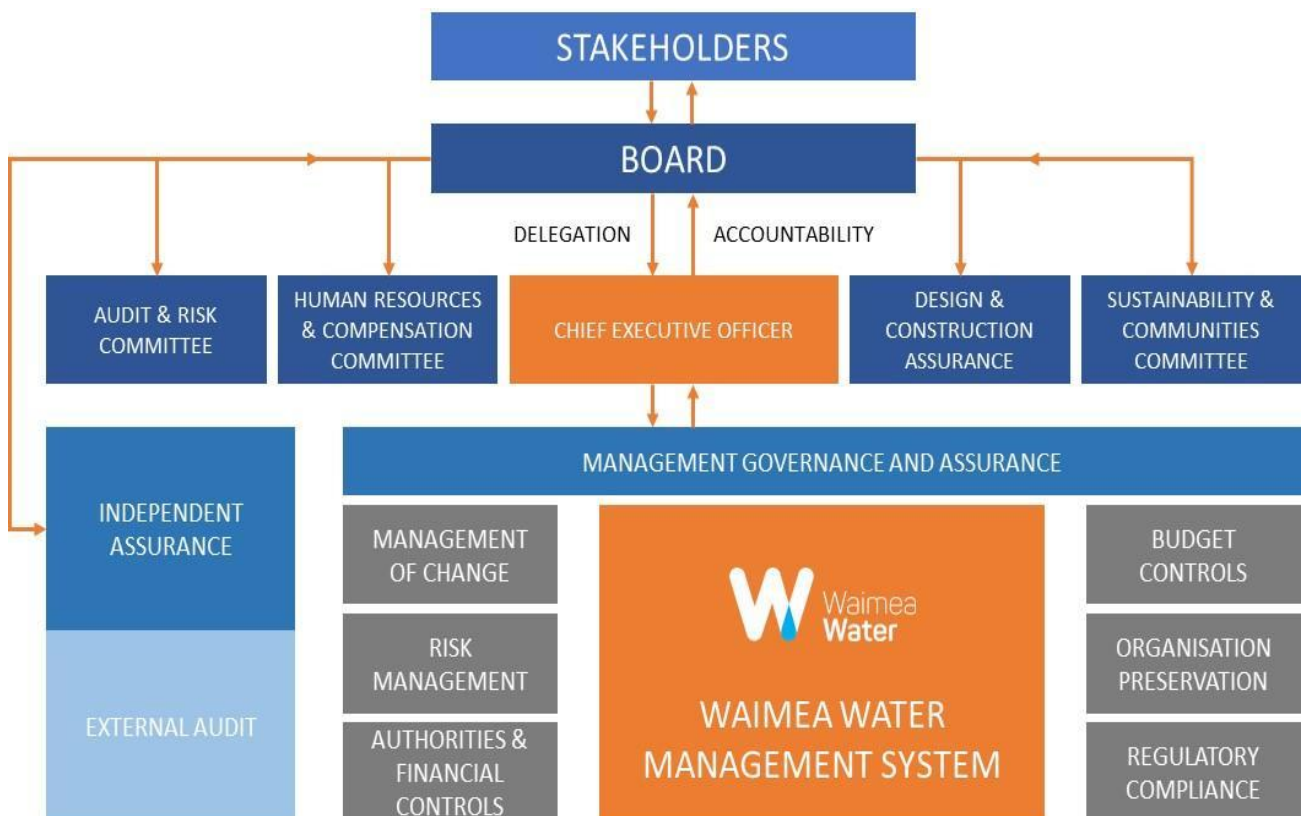 STAKEHOLDERS
BOARD
DELEGATION
ACCOUNTABILITY
AUDIT & RISK
COMMITTEE
HUMAN RESOURCES
& COMPENSATION
COMMITTEE
CHIEF EXECUTIVE OFFICER
DESIGN &
CONSTRUCTION
ASSURANCE
SUSTAINABILITY &
COMMUNITIES
COMMITTEE
INDEPENDENT
ASSURANCE
EXTERNAL AUDIT
MANAGEMENT GOVERNANCE AND ASSURANCE
MANAGEMENT
OF CHANGE
RISK
MANAGEMENT
AUTHORITIES &
FINANCIAL
CONTROLS
Waimea
Water
WAIMEA WATER
MANAGEMENT SYSTEM
BUDGET
CONTROLS
ORGANISATION
PRESERVATION
REGULATORY
COMPLIANCE